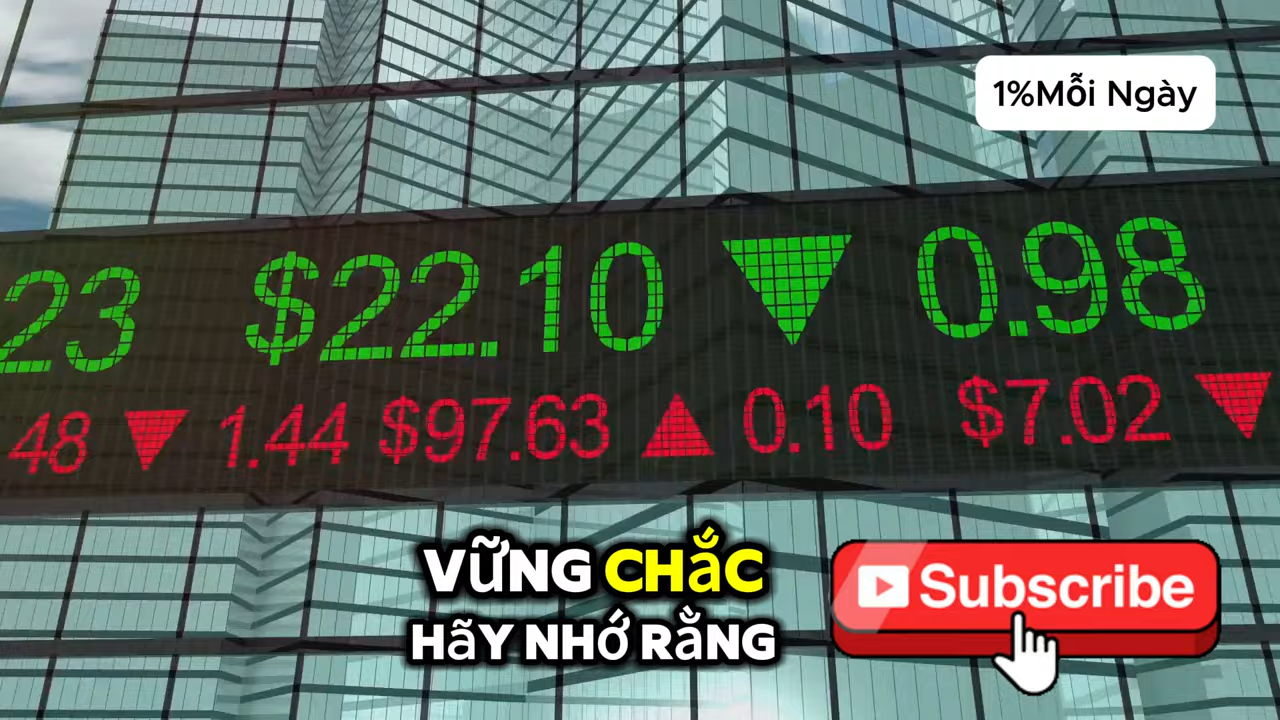 1%Mỗi Ngày
23 $22.10 ▼ 0.98
48 ▼ 1.44 $97.63 ▲ 0.10 $7.02 ▼
VỮNG CHẮC
HÃY NHỚ RẰNG
Subscribe